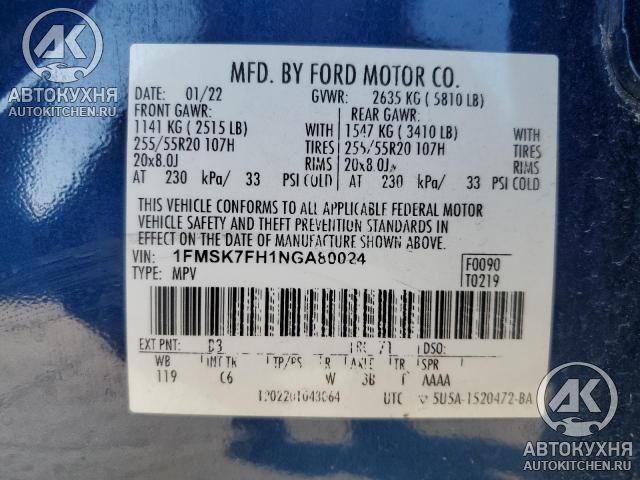 АК
АВТОКУХНЯ
AUTOKITCHEN.RU
MFD. BY FORD MOTOR CO.
DATE: 01/22 GVWR: 2635 KG ( 5810 LB)
FRONT GAWR: REAR GAWR:
1141 KG ( 2515 LB) WITH 1547 KG ( 3410 LB) WITH
255/55R20 107H TIRES 255/55R20 107H TIRES
20x8.0J RIMS 20x8.0J RIMS
AT 230 kPa/ 33 PSI COLD AT 230 kPa/ 33 PSI COLD
THIS VEHICLE CONFORMS TO ALL APPLICABLE FEDERAL MOTOR
VEHICLE SAFETY AND THEFT PREVENTION STANDARDS IN
EFFECT ON THE DATE OF MANUFACTURE SHOWN ABOVE.
VIN: 1FMSK7FH1NGA80024 F0090
TYPE: MPV T0219
EXT PNT: DSO:
WB TR SPR
119 C6 W AAAA
UTC 5U5A-1520472-BA
АК
АВТОКУХНЯ
AUTOKITCHEN.RU